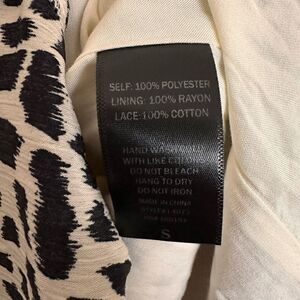 SELF: 100% POLYESTER
LINING: 100% RAYON
LACE: 100% COTTON
HAND WASH COLD
WITH LIKE COLORS
DO NOT BLEACH
HANG TO DRY
DO NOT IRON
MADE IN CHINA
S